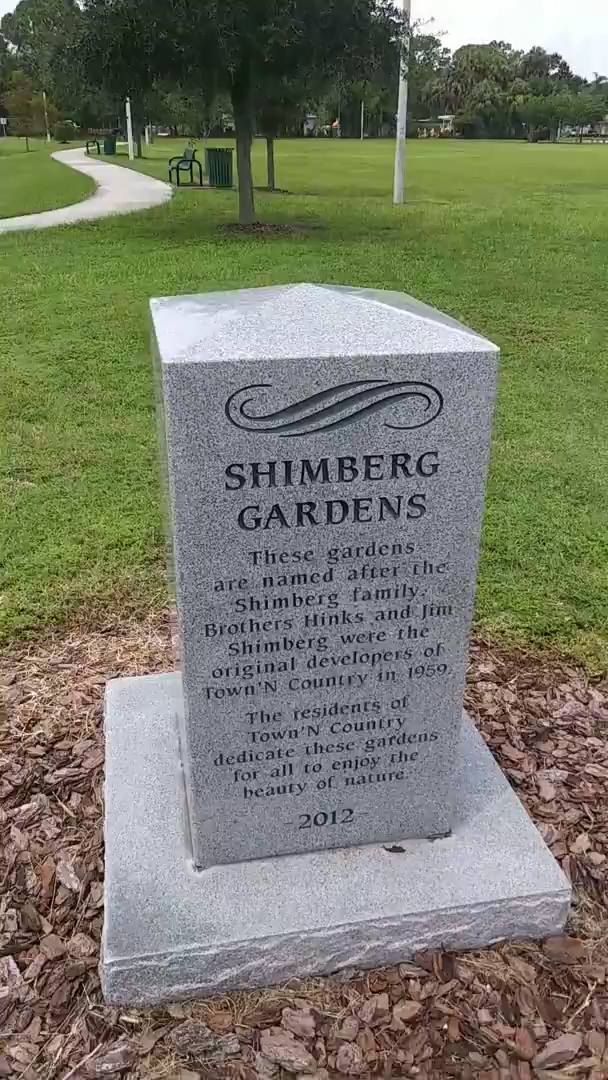 SHIMBERG
GARDENS
These gardens
are named after the
Shimberg family.
Brothers Hinks and Jim
Shimberg were the
original developers of
Town'N Country in 1959.
The residents of
Town'N Country
dedicate these gardens
for all to enjoy the
beauty of nature.
-2012-